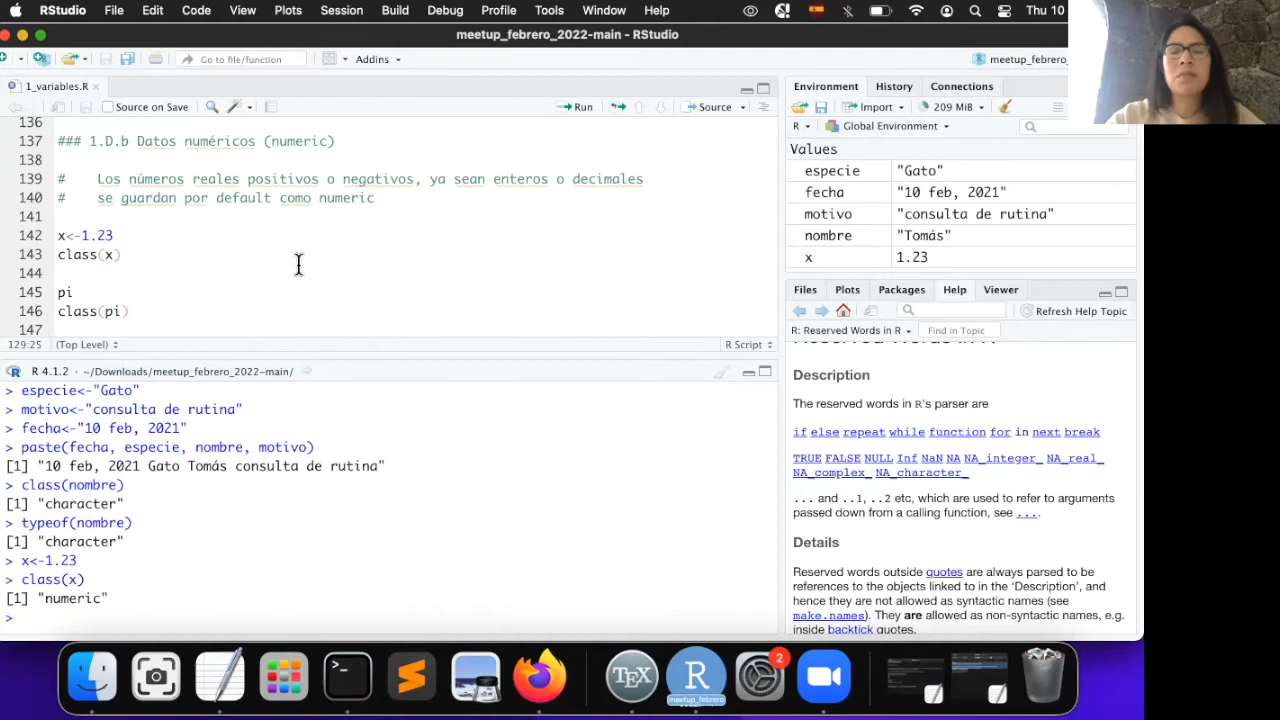 RStudio File Edit Code View Plots Session Build Debug Profile Tools Window Help Thu 10
meetup_febrero_2022-main - RStudio
Go to file/function Addins meetup_febrero_
1_variables.R
Source on Save Run Source
136
137 ### 1.D.b Datos numéricos (numeric)
138
139 # Los números reales positivos o negativos, ya sean enteros o decimales
140 # se guardan por default como numeric
141
142 x<-1.23
143 class(x)
144
145 pi
146 class(pi)
147
129:25 (Top Level) R Script
R 4.1.2 · ~/Downloads/meetup_febrero_2022-main/
> especie<-"Gato"
> motivo<-"consulta de rutina"
> fecha<-"10 feb, 2021"
> paste(fecha, especie, nombre, motivo)
[1] "10 feb, 2021 Gato Tomás consulta de rutina"
> class(nombre)
[1] "character"
> typeof(nombre)
[1] "character"
> x<-1.23
> class(x)
[1] "numeric"
>
Environment History Connections
Import 209 MiB
R Global Environment
Values
especie "Gato"
fecha "10 feb, 2021"
motivo "consulta de rutina"
nombre "Tomás"
x 1.23
Files Plots Packages Help Viewer
Refresh Help Topic
R: Reserved Words in R Find in Topic
Reserved Words in R
Description
The reserved words in R's parser are
if else repeat while function for in next break
TRUE FALSE NULL Inf NaN NA NA_integer_ NA_real_
NA_complex_ NA_character_
... and ..1, ..2 etc, which are used to refer to arguments
passed down from a calling function, see ....
Details
Reserved words outside quotes are always parsed to be
references to the objects linked to in the ‘Description’, and
hence they are not allowed as syntactic names (see
make.names). They are allowed as non-syntactic names, e.g.
inside backtick quotes.
TEX R 2
meetup_febrero